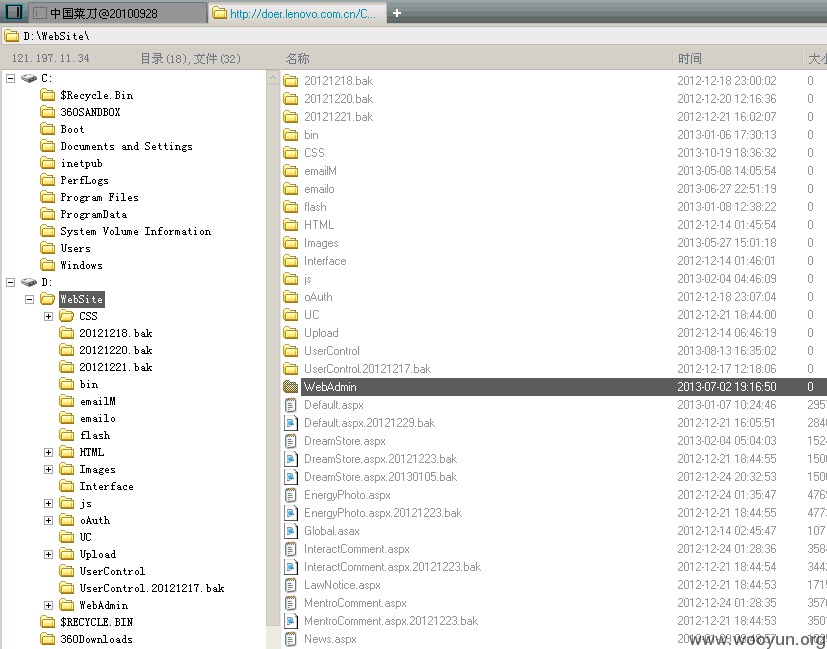 中国菜刀@20100928
http://doer.lenovo.com.cn/C...
+
D:\WebSite\
121.197.11.34 目录(18),文件(32) 名称 时间 大小
C:
$Recycle.Bin
360SANDBOX
Boot
Documents and Settings
inetpub
PerfLogs
Program Files
ProgramData
System Volume Information
Users
Windows
D:
WebSite
CSS
20121218.bak
20121220.bak
20121221.bak
bin
emailM
emailo
flash
HTML
Images
Interface
js
oAuth
UC
Upload
UserControl
UserControl.20121217.bak
WebAdmin
$RECYCLE.BIN
360Downloads
20121218.bak 2012-12-18 23:00:02 0
20121220.bak 2012-12-20 12:16:36 0
20121221.bak 2012-12-21 16:02:07 0
bin 2013-01-06 17:30:13 0
CSS 2013-10-19 18:36:32 0
emailM 2013-05-08 14:05:54 0
emailo 2013-06-27 22:51:19 0
flash 2013-01-08 12:38:22 0
HTML 2012-12-14 01:45:54 0
Images 2013-05-27 15:01:18 0
Interface 2012-12-14 01:46:01 0
js 2013-02-04 04:46:09 0
oAuth 2012-12-18 23:07:04 0
UC 2012-12-21 18:44:00 0
Upload 2012-12-14 06:46:19 0
UserControl 2013-08-13 16:35:02 0
UserControl.20121217.bak 2012-12-17 12:18:06 0
WebAdmin 2013-07-02 19:16:50 0
Default.aspx 2013-01-07 10:24:46 295
Default.aspx.20121229.bak 2012-12-21 16:05:51 284
DreamStore.aspx 2013-02-04 05:04:03 152
DreamStore.aspx.20121223.bak 2012-12-21 18:44:55 150
DreamStore.aspx.20130105.bak 2012-12-24 20:32:53 150
EnergyPhoto.aspx 2012-12-24 01:35:47 476
EnergyPhoto.aspx.20121223.bak 2012-12-21 18:44:55 477
Global.asax 2012-12-14 02:45:47 107
InteractComment.aspx 2012-12-24 01:28:36 358
InteractComment.aspx.20121223.bak 2012-12-21 18:44:54 344
LawNotice.aspx 2012-12-21 18:44:53 171
MentroComment.aspx 2012-12-24 01:28:35 357
MentroComment.aspx.20121223.bak 2012-12-21 18:44:53 350
News.aspx
www.wooyun.org